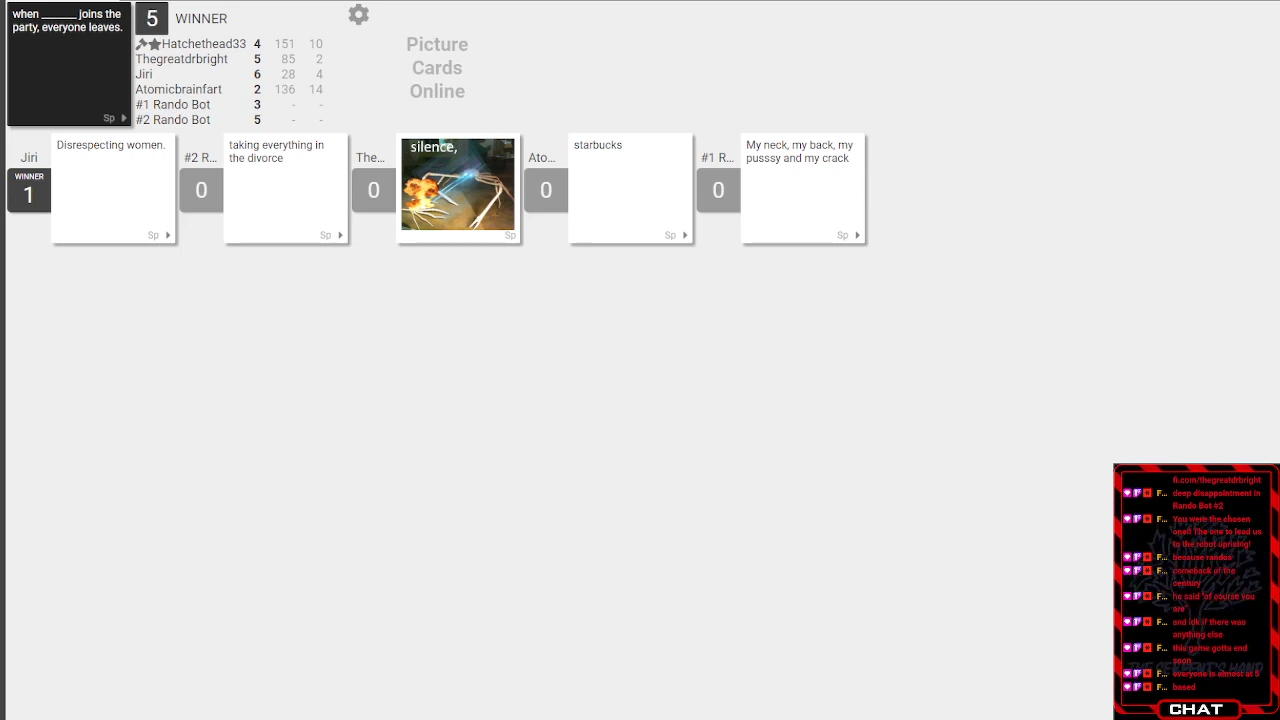 when ______ joins the
party, everyone leaves.
Sp
5 WINNER
Hatchethead33 4 151 10
Thegreatdrbright 5 85 2
Jiri 6 28 4
Atomicbrainfart 2 136 14
#1 Rando Bot 3 - -
#2 Rando Bot 5 - -
Picture
Cards
Online
Jiri
WINNER
1
Disrespecting women.
Sp
#2 R...
0
taking everything in
the divorce
Sp
The...
0
silence,
Sp
Ato...
0
starbucks
Sp
#1 R...
0
My neck, my back, my
pusssy and my crack
Sp
fi.com/thegreatdrbright
F... deep disappointment in
Rando Bot #2
F... You were the chosen
one!! The one to lead us
to the robot uprising!
F... because randos
F... comeback of the
century
F... he said "of course you
are"
F... and idk if there was
anything else
F... this game gotta end
soon
F... everyone is almost at 5
F... based
THE SERPENT'S HAND
CHAT